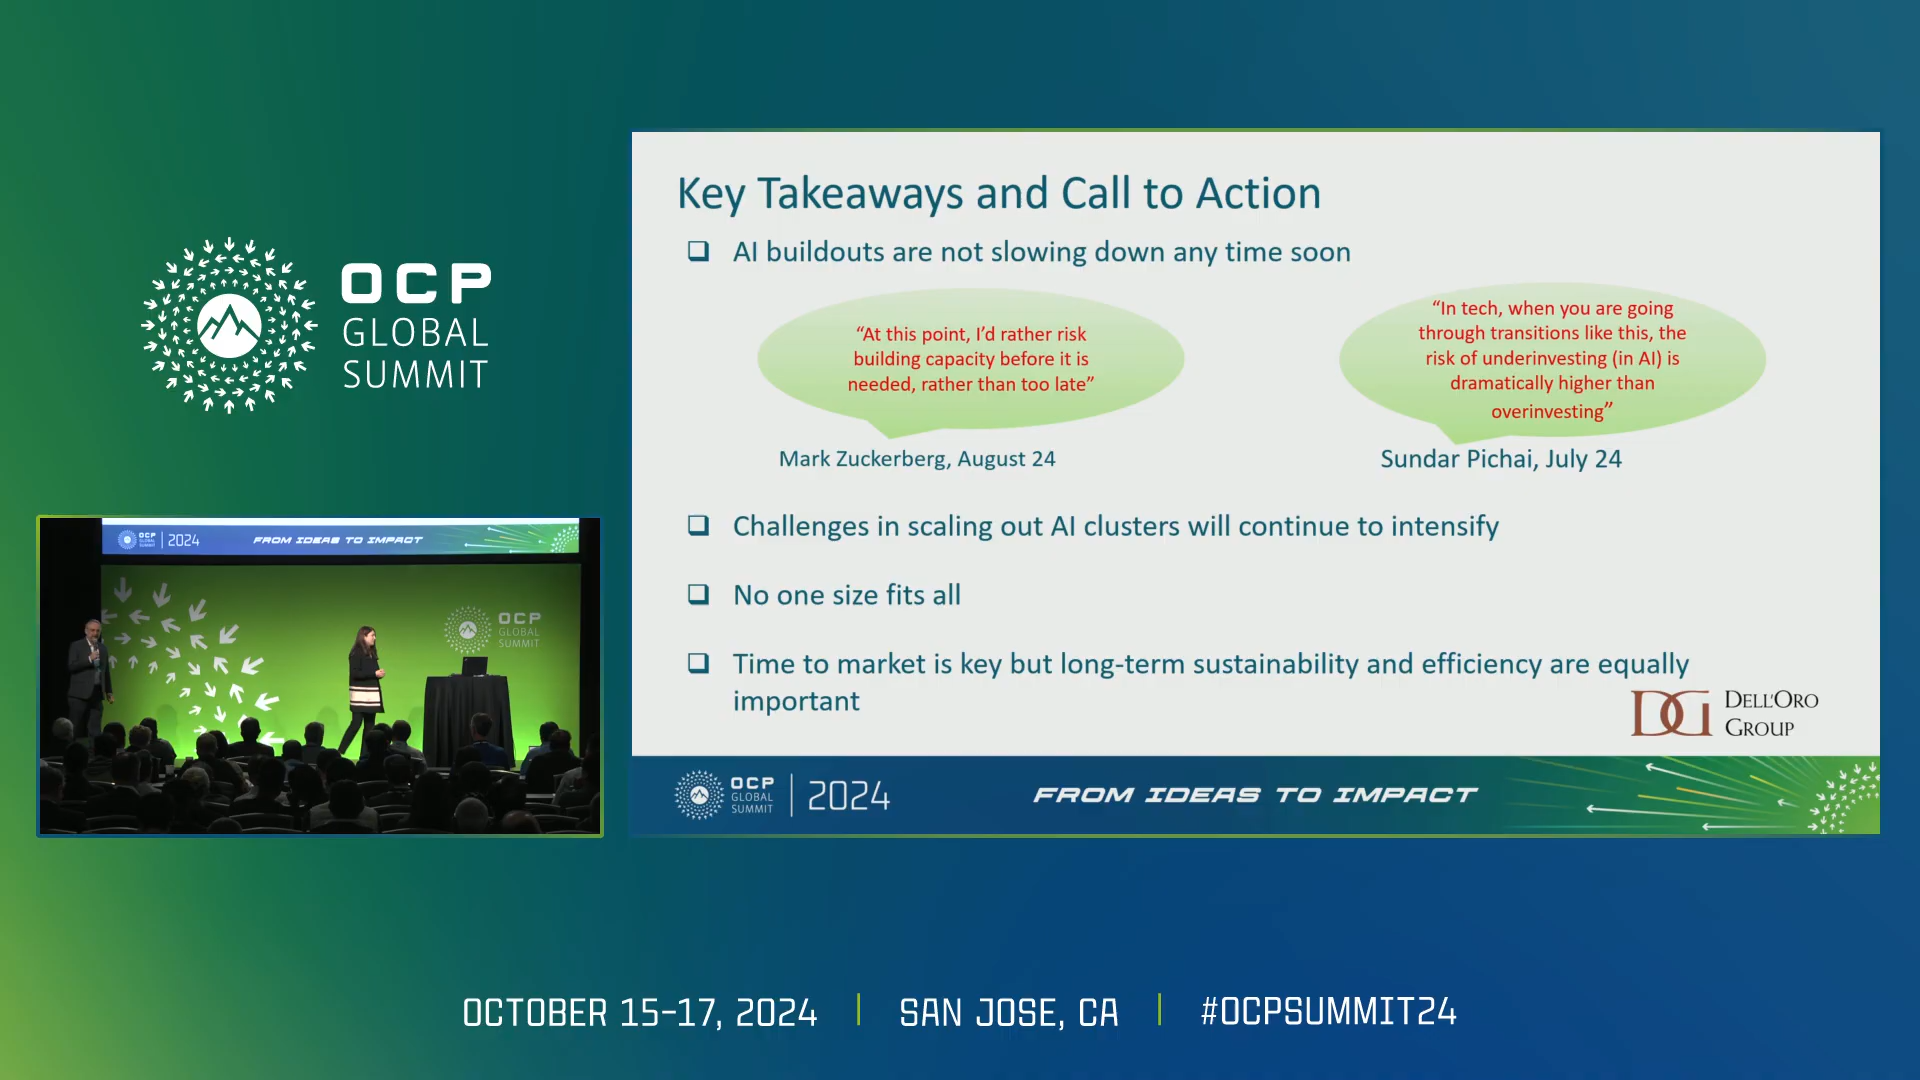 OCP
GLOBAL
SUMMIT
Key Takeaways and Call to Action
AI buildouts are not slowing down any time soon
“At this point, I’d rather risk
building capacity before it is
needed, rather than too late”
Mark Zuckerberg, August 24
“In tech, when you are going
through transitions like this, the
risk of underinvesting (in AI) is
dramatically higher than
overinvesting”
Sundar Pichai, July 24
Challenges in scaling out AI clusters will continue to intensify
No one size fits all
Time to market is key but long-term sustainability and efficiency are equally
important
DG DELL’ORO
GROUP
OCP
GLOBAL
SUMMIT
2024
FROM IDEAS TO IMPACT
OCP
GLOBAL
SUMMIT
2024
FROM IDEAS TO IMPACT
OCP
GLOBAL
SUMMIT
OCTOBER 15-17, 2024 | SAN JOSE, CA | #OCPSUMMIT24